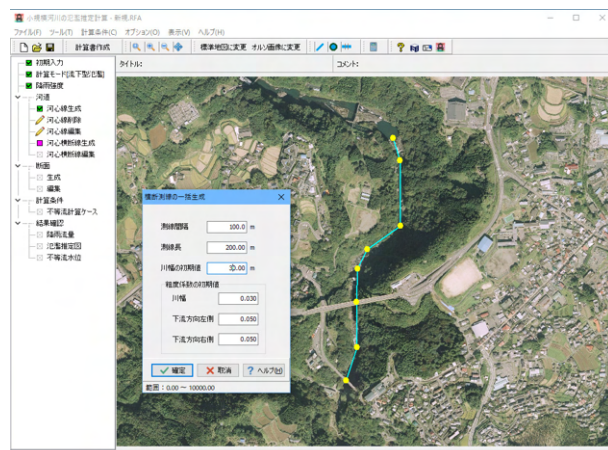 小規模河川の氾濫推定計算 - 新規.RFA
ファイル(F) ツール(T) 計算条件(C) オプション(O) 表示(V) ヘルプ(H)
計算書作成 標準地図に変更 オルソ画像に変更
タイトル: コメント:
初期入力
計算モード(流下型氾濫)
降雨強度
河道
河心線生成
河心線削除
河心線編集
河心横断線生成
河心横断線編集
断面
生成
編集
計算条件
不等流計算ケース
結果確認
降雨流量
氾濫推定図
不等流水位
横断測線の一括生成
測線間隔 100.0 m
測線長 200.00 m
川幅の初期値 30.00 m
粗度係数の初期値
川幅 0.030
下流方向左側 0.050
下流方向右側 0.050
確定 取消 ヘルプ(H)
範囲:0.00 ~ 10000.00